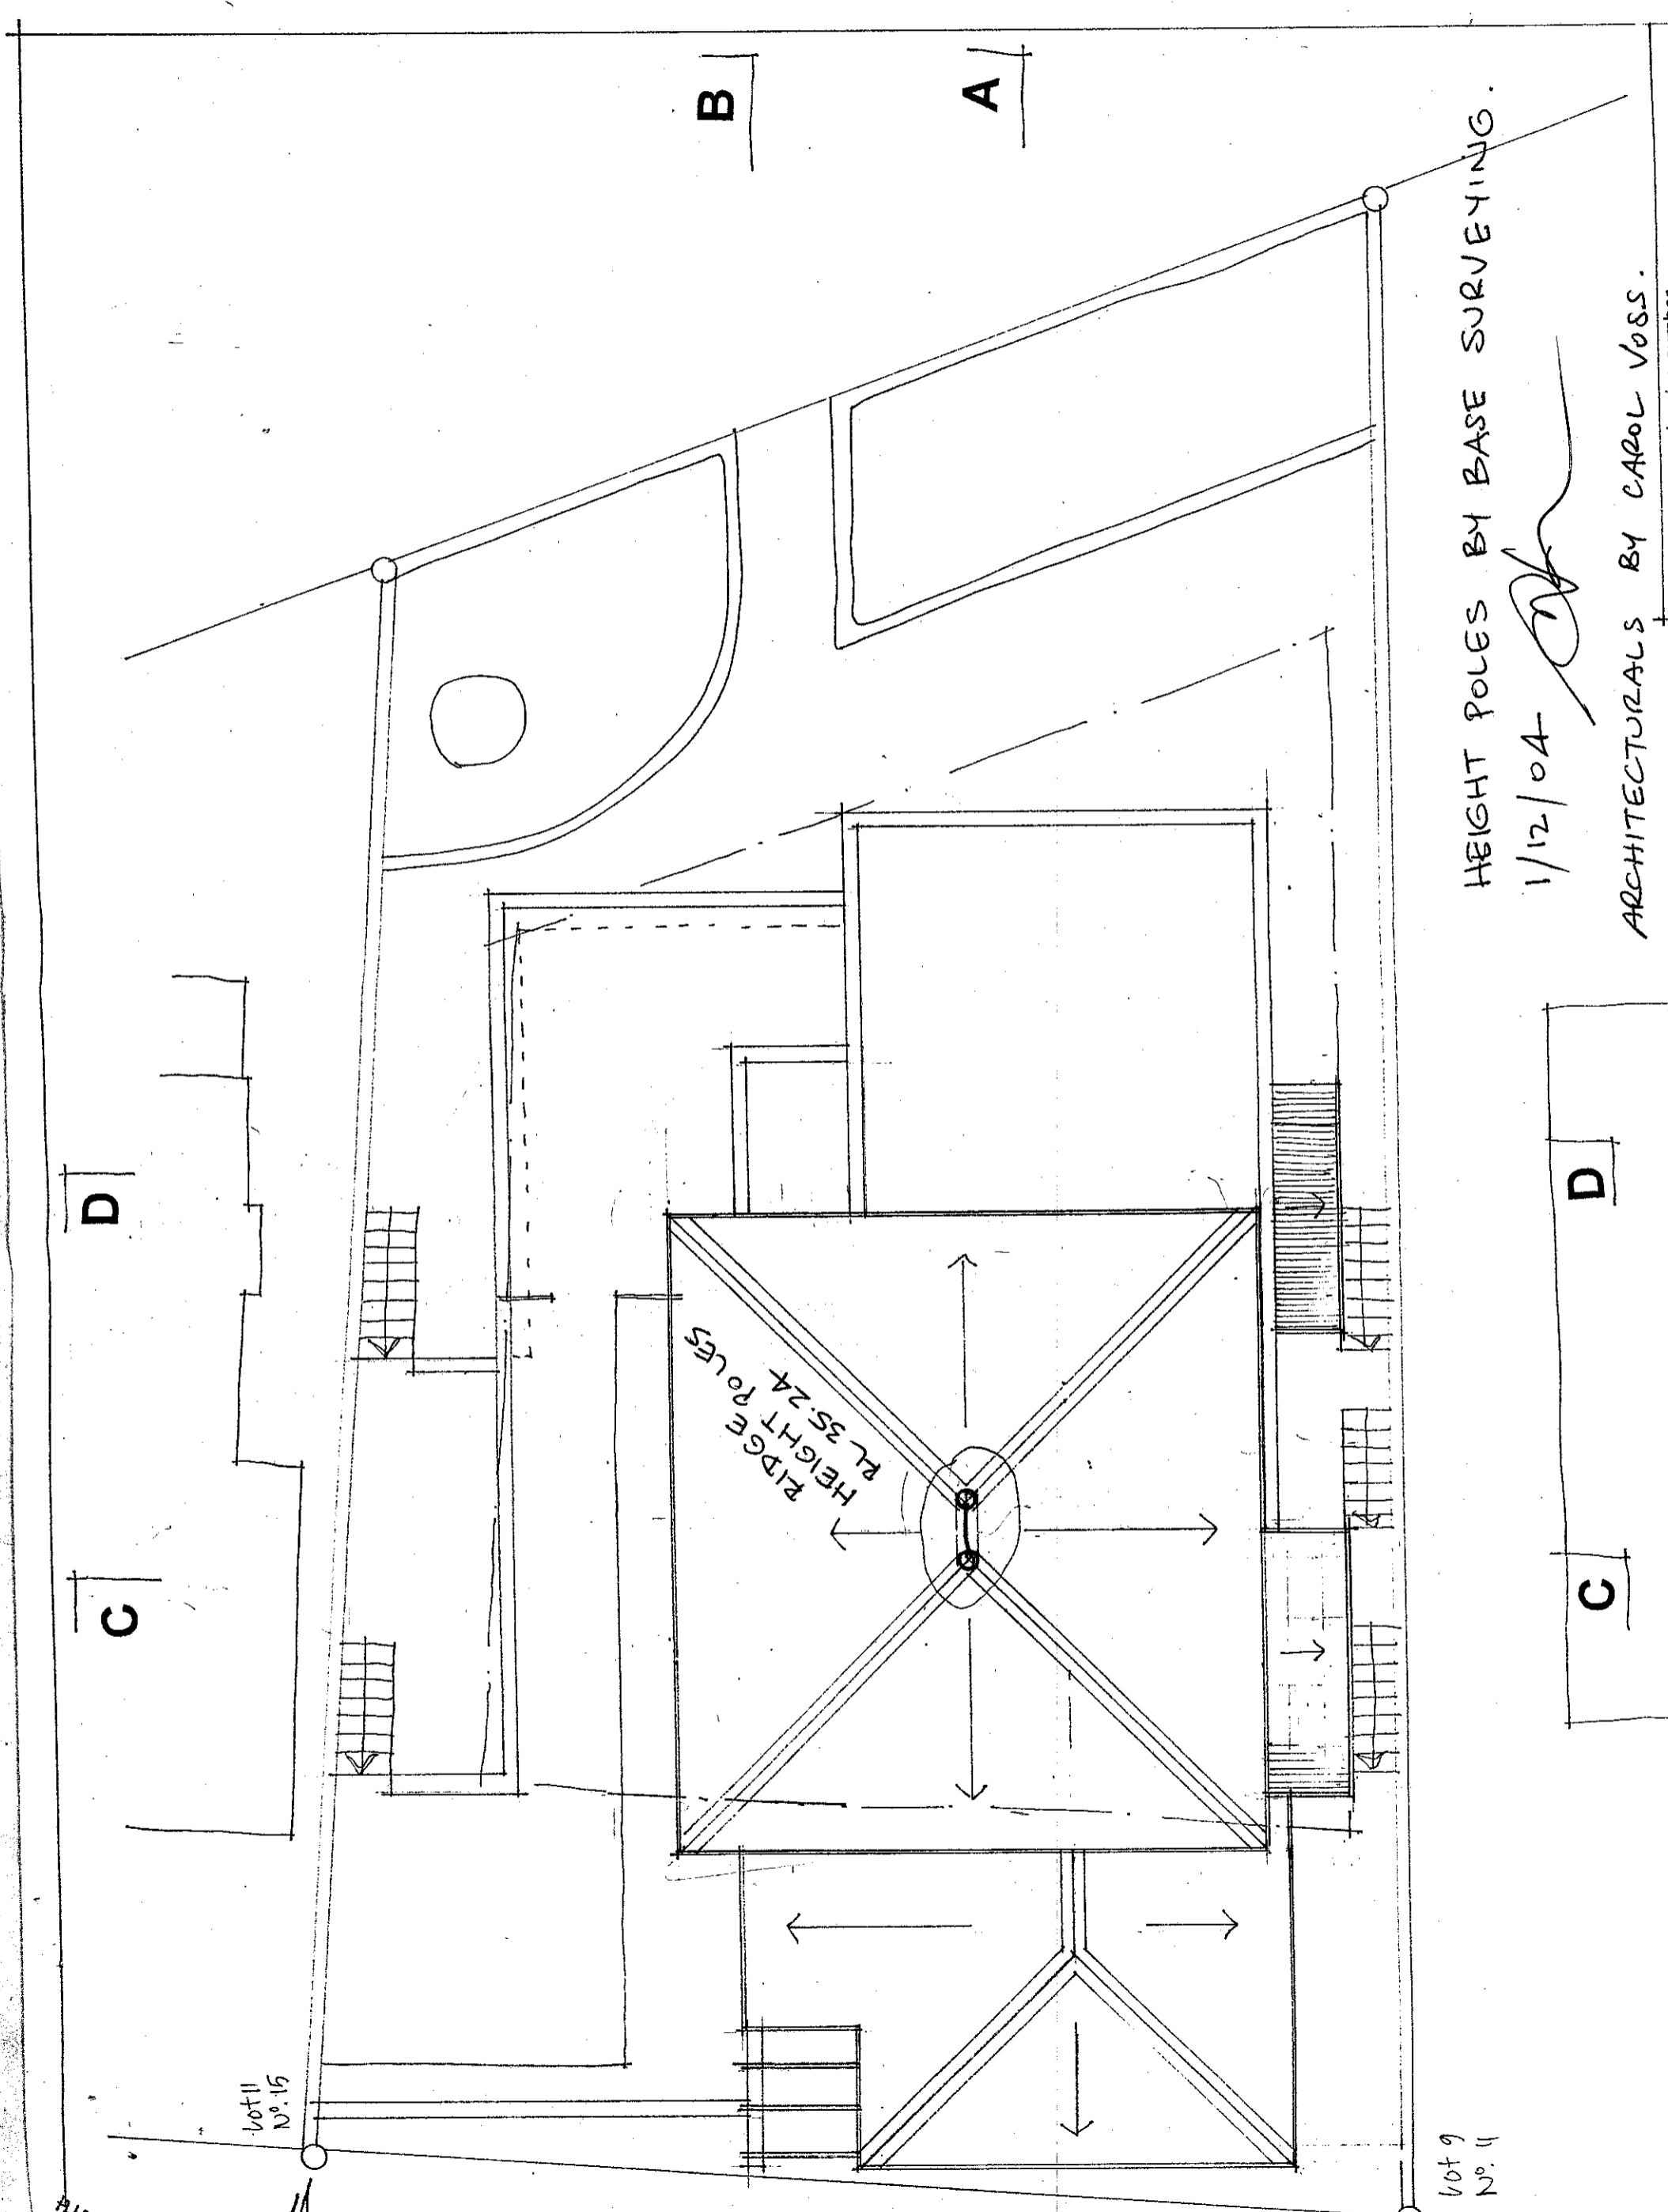 B
A
HEIGHT POLES BY BASE SURVEYING.
1/12/04
ARCHITECTURALS BY CAROL VOSS.
D
D
RIDGE
HEIGHT POLES
RL 35.24
C
C
Lot 11
Nº. 15
Lot 9
Nº. 11